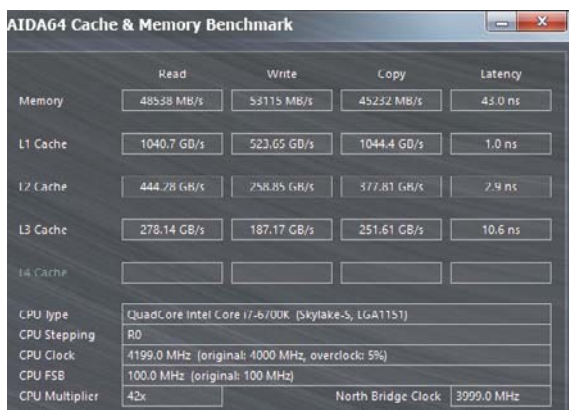 AIDA64 Cache & Memory Benchmark
Read Write Copy Latency
Memory 48538 MB/s 53115 MB/s 45232 MB/s 43.0 ns
L1 Cache 1040.7 GB/s 523.65 GB/s 1044.4 GB/s 1.0 ns
L2 Cache 444.28 GB/s 258.85 GB/s 377.81 GB/s 2.9 ns
L3 Cache 278.14 GB/s 187.17 GB/s 251.61 GB/s 10.6 ns
L4 Cache
CPU Type QuadCore Intel Core i7-6700K (Skylake-S, LGA1151)
CPU Stepping R0
CPU Clock 4199.0 MHz (original: 4000 MHz, overclock: 5%)
CPU FSB 100.0 MHz (original: 100 MHz)
CPU Multiplier 42x North Bridge Clock 3999.0 MHz